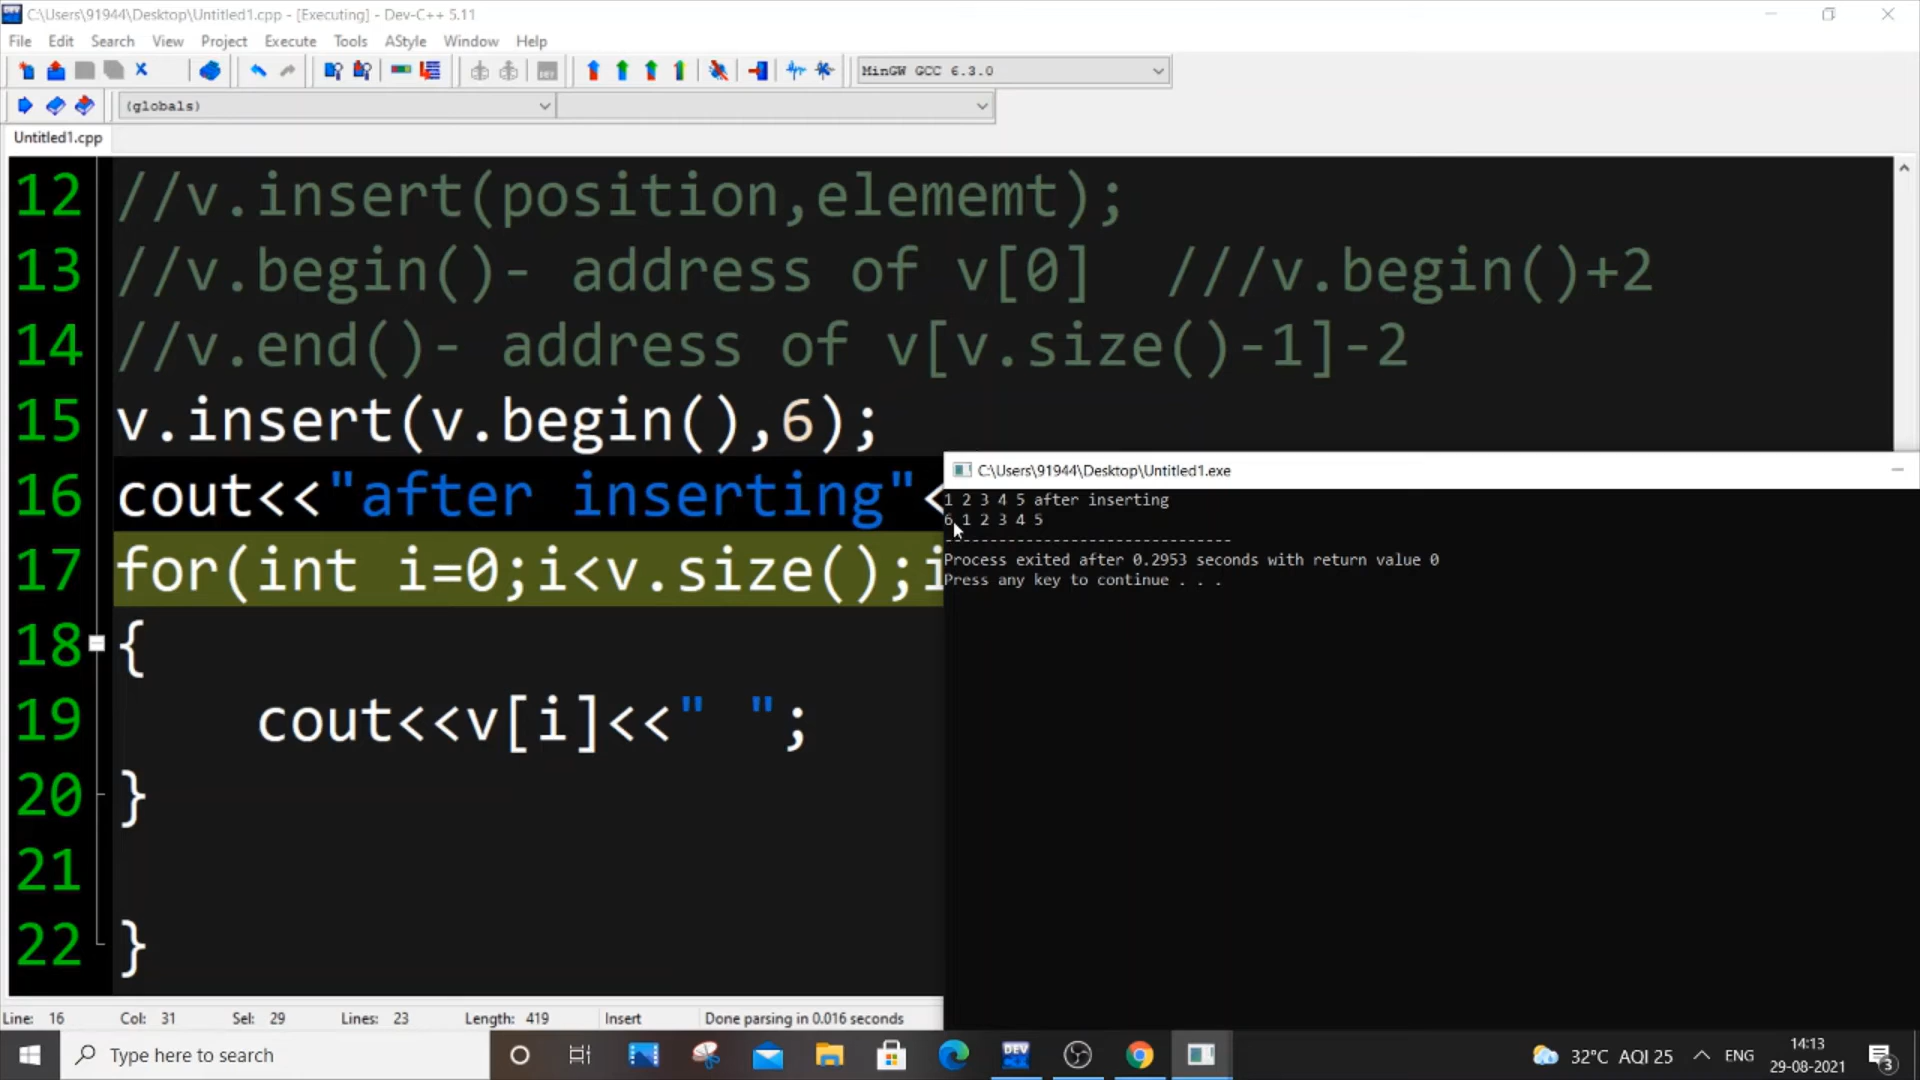 C:\Users\91944\Desktop\Untitled1.cpp - [Executing] - Dev-C++ 5.11
File Edit Search View Project Execute Tools AStyle Window Help
MinGW GCC 6.3.0
(globals)
Untitled1.cpp
12 //v.insert(position,elememt);
13 //v.begin()- address of v[0] ///v.begin()+2
14 //v.end()- address of v[v.size()-1]-2
15 v.insert(v.begin(),6);
16 cout<<"after inserting"<
17 for(int i=0;i<v.size();i
18 {
19 cout<<v[i]<<" ";
20 }
21
22 }
C:\Users\91944\Desktop\Untitled1.exe
1 2 3 4 5 after inserting
6 1 2 3 4 5
--------------------------------
Process exited after 0.2953 seconds with return value 0
Press any key to continue . . .
Line: 16 Col: 31 Sel: 29 Lines: 23 Length: 419 Insert Done parsing in 0.016 seconds
Type here to search
DEV
32°C AQI 25 ENG
14:13
29-08-2021
3